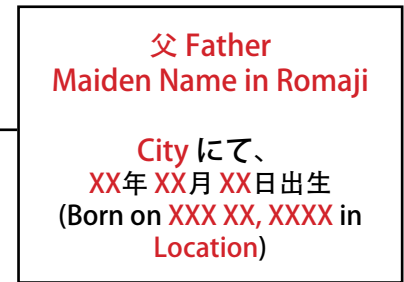 父 Father
Maiden Name in Romaji
City にて、
XX年 XX月 XX日出生
(Born on XXX XX, XXXX in
Location)